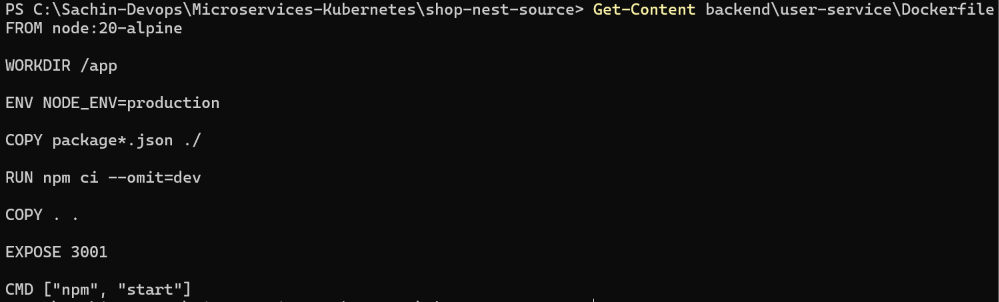 PS C:\Sachin-Devops\Microservices-Kubernetes\shop-nest-source> Get-Content backend\user-service\Dockerfile
FROM node:20-alpine
WORKDIR /app
ENV NODE_ENV=production
COPY package*.json ./
RUN npm ci --omit=dev
COPY . .
EXPOSE 3001
CMD ["npm", "start"]